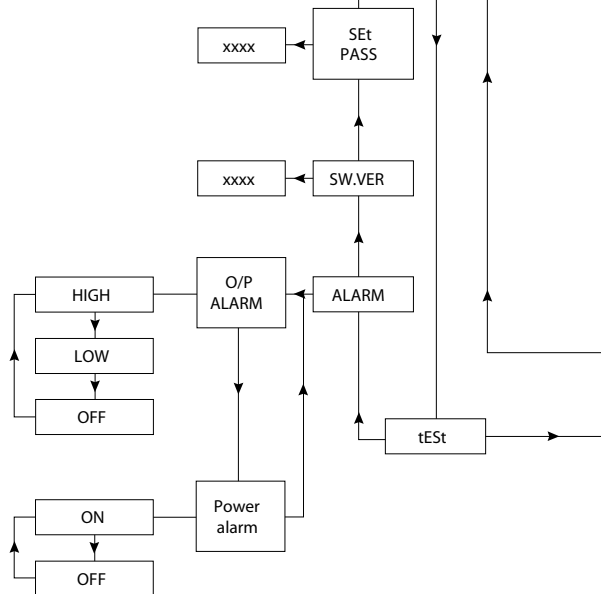 SEt
PASS
xxxx
xxxx
SW.VER
O/P
ALARM
ALARM
HIGH
LOW
OFF
tESt
Power
alarm
ON
OFF